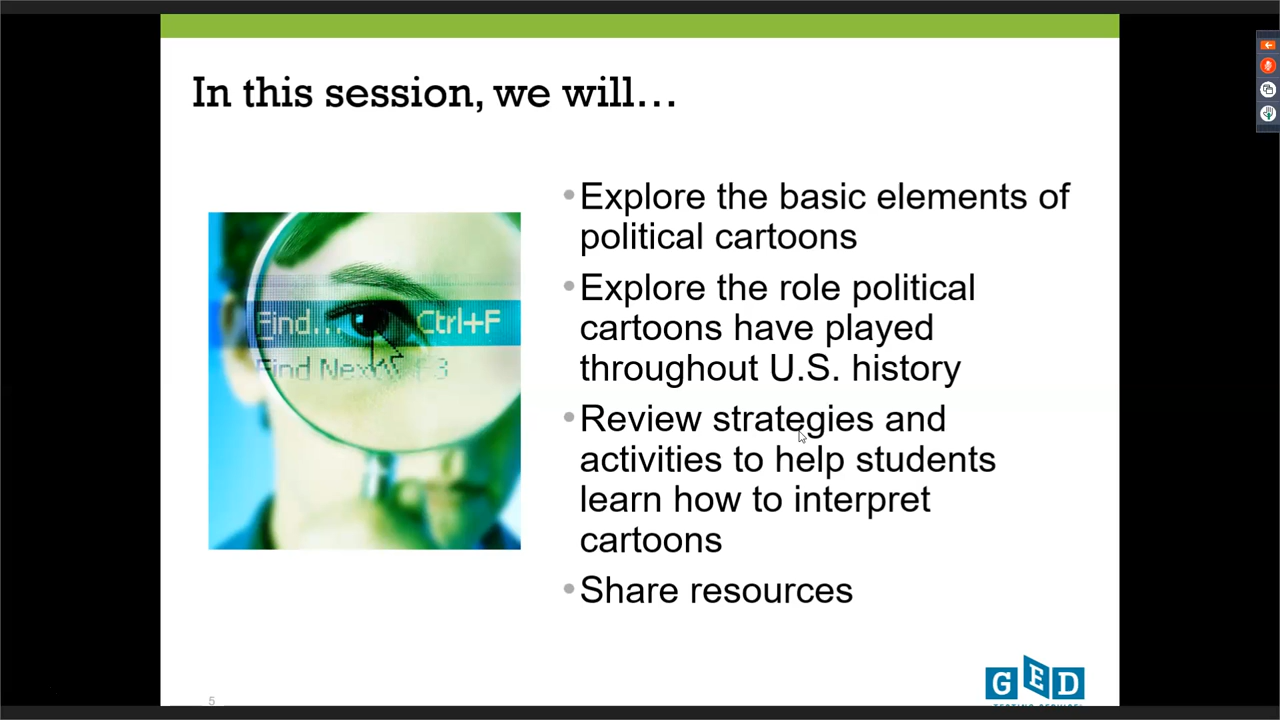 In this session, we will…
•Explore the basic elements of
political cartoons
•Explore the role political
cartoons have played
throughout U.S. history
•Review strategies and
activities to help students
learn how to interpret
cartoons
•Share resources
Find... Ctrl+F
Find
5
GED